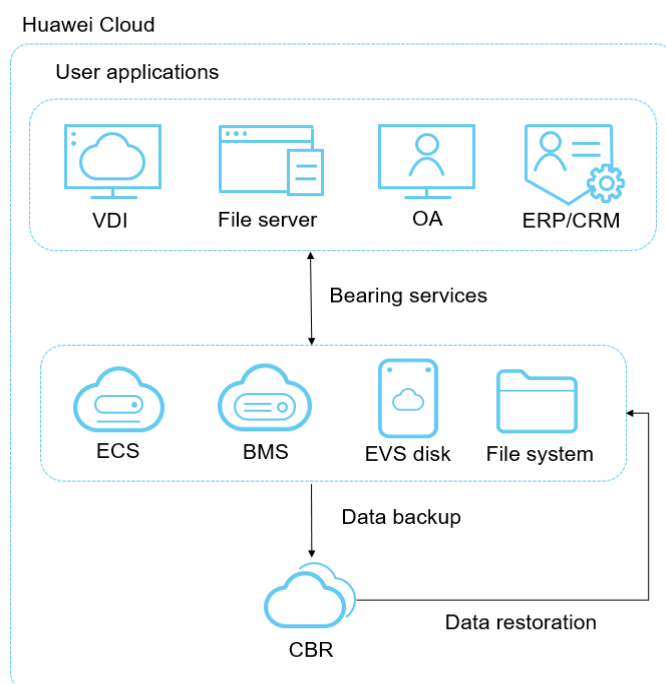 Huawei Cloud
User applications
VDI
File server
OA
ERP/CRM
Bearing services
ECS
BMS
EVS disk
File system
Data backup
CBR
Data restoration